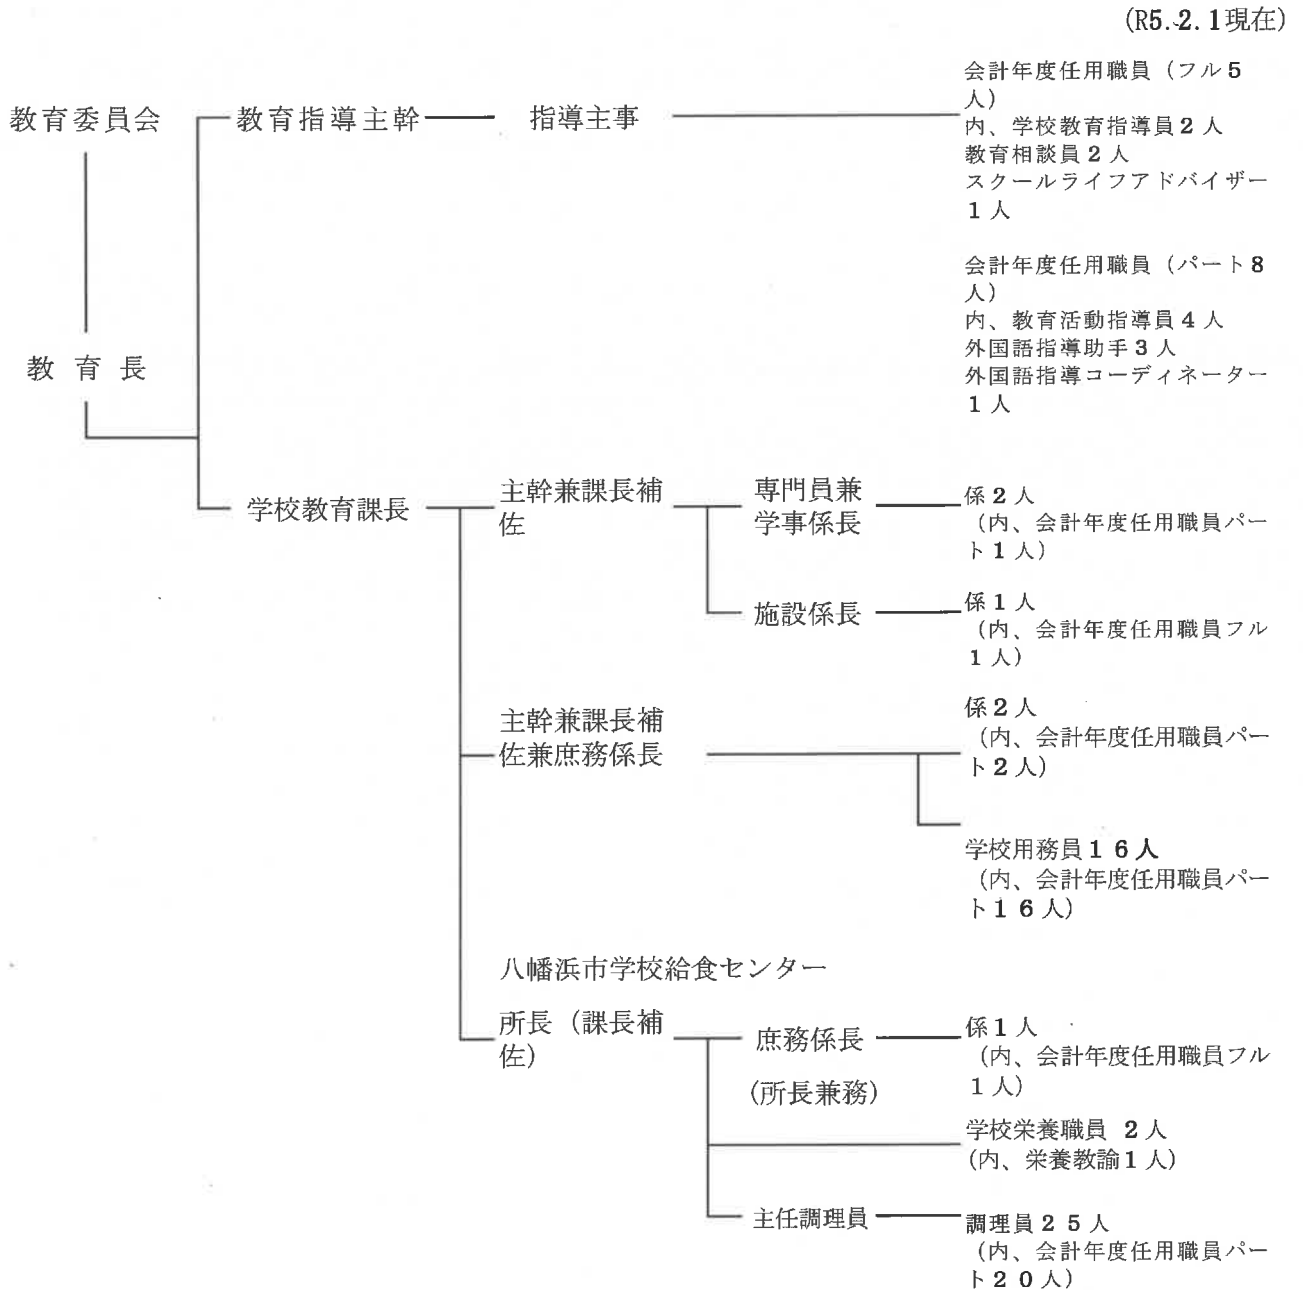 (R5.2.1現在)
教育委員会
教育長
教育指導主幹
指導主事
会計年度任用職員（フル5
人）
内、学校教育指導員2人
教育相談員2人
スクールライフアドバイザー
1人
会計年度任用職員（パート8
人）
内、教育活動指導員4人
外国語指導助手3人
外国語指導コーディネーター
1人
学校教育課長
主幹兼課長補
佐
専門員兼
学事係長
係2人
（内、会計年度任用職員パー
ト1人）
施設係長
係1人
（内、会計年度任用職員フル
1人）
主幹兼課長補
佐兼庶務係長
係2人
（内、会計年度任用職員パー
ト2人）
学校用務員16人
（内、会計年度任用職員パー
ト16人）
八幡浜市学校給食センター
所長（課長補
佐）
庶務係長
(所長兼務)
係1人
（内、会計年度任用職員フル
1人）
学校栄養職員 2人
(内、栄養教諭1人)
主任調理員
調理員25人
（内、会計年度任用職員パー
ト20人）